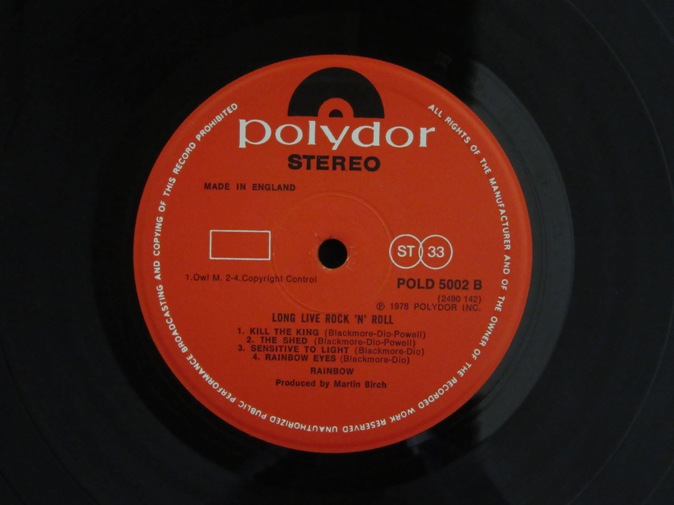 polydor
STEREO
MADE IN ENGLAND
ST 33
1.Owl M. 2-4.Copyright Control
POLD 5002 B
(2490 142)
℗ 1978 POLYDOR INC.
LONG LIVE ROCK 'N' ROLL
1. KILL THE KING (Blackmore-Dio-Powell)
2. THE SHED (Blackmore-Dio-Powell)
3. SENSITIVE TO LIGHT (Blackmore-Dio)
4. RAINBOW EYES (Blackmore-Dio)
RAINBOW
Produced by Martin Birch
ALL RIGHTS OF THE MANUFACTURER AND OF THE OWNER OF THE RECORDED WORK RESERVED UNAUTHORIZED PUBLIC PERFORMANCE BROADCASTING AND COPYING OF THIS RECORD PROHIBITED